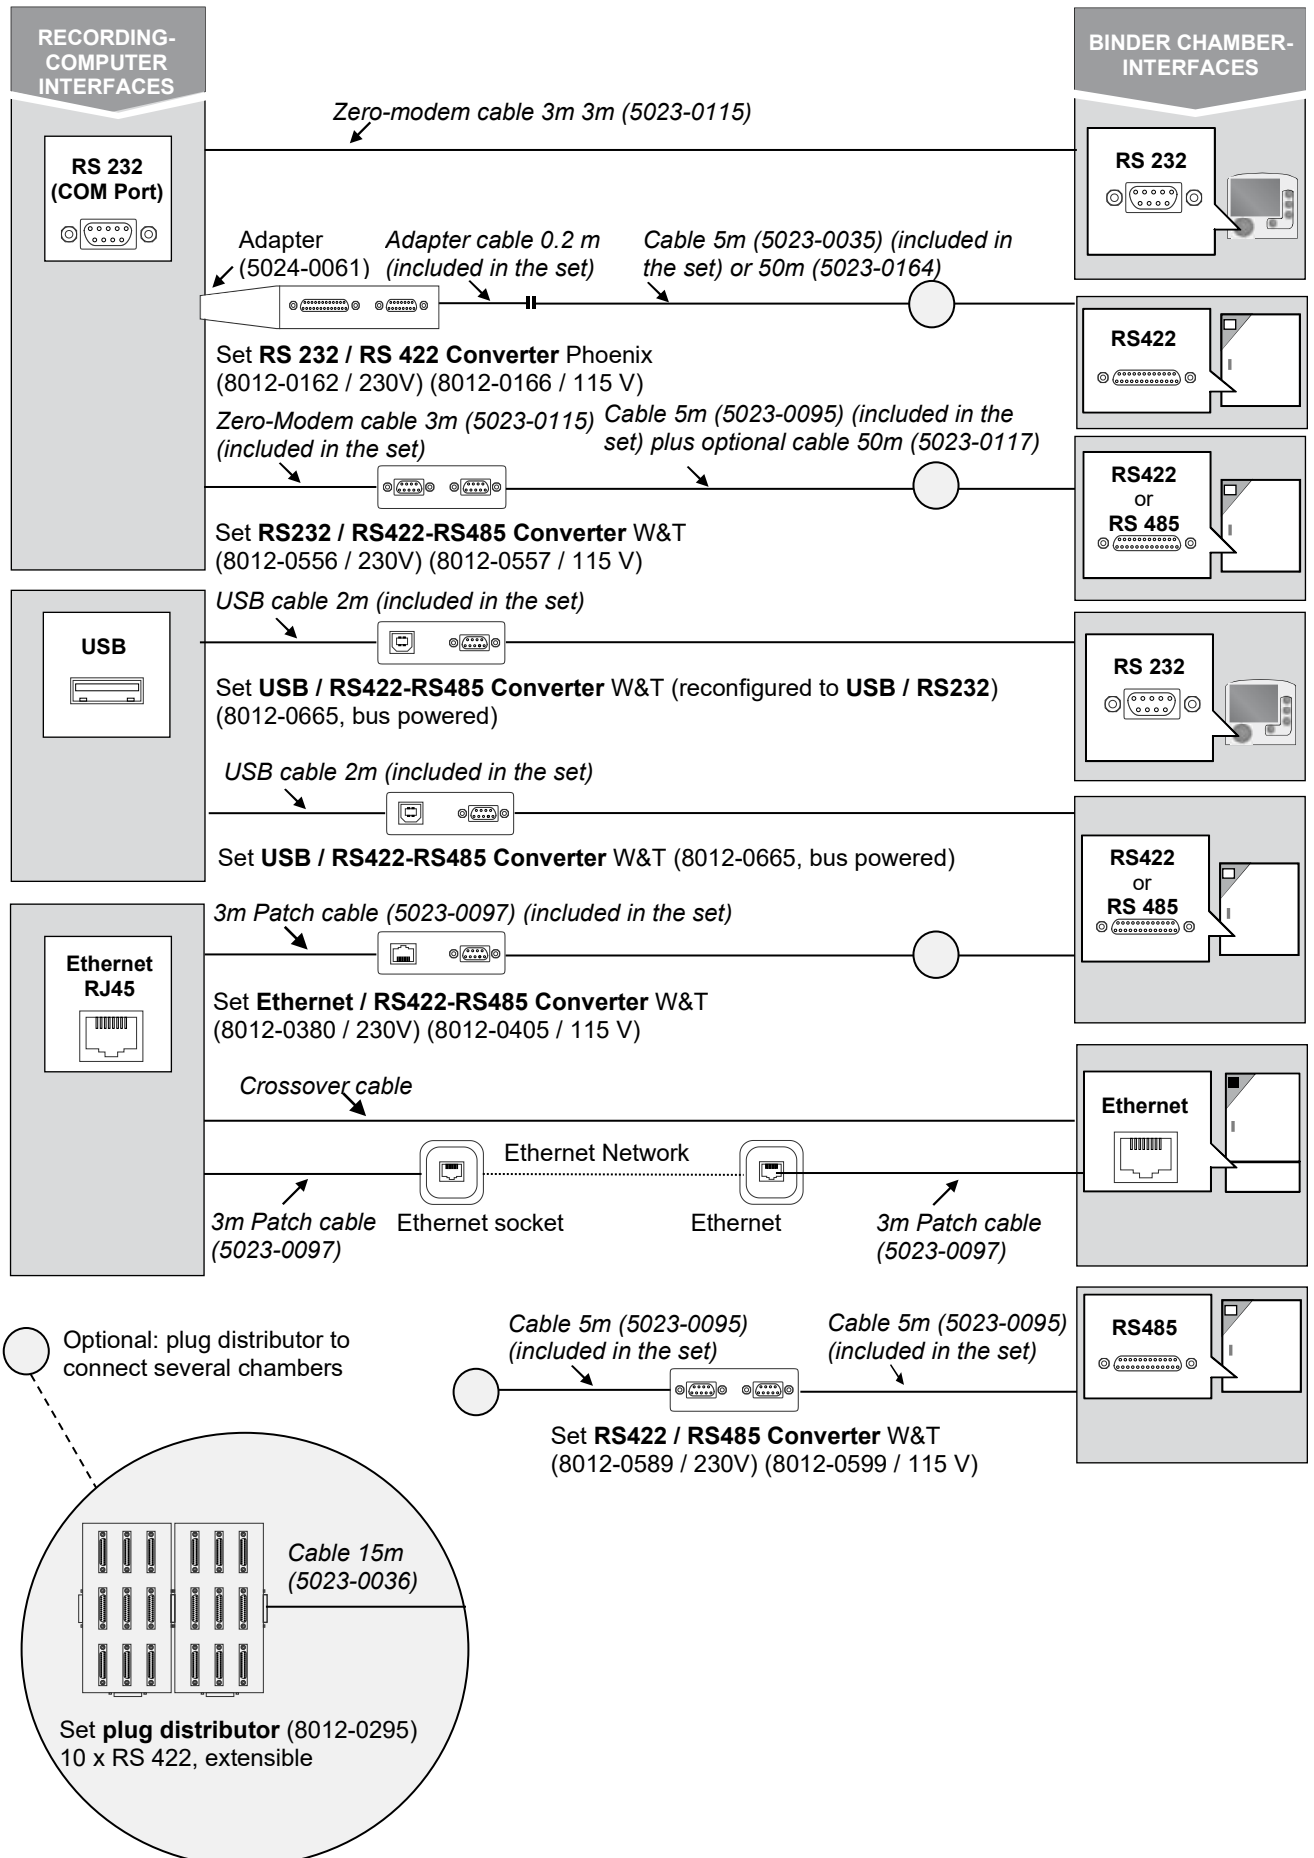 RECORDING-
COMPUTER
INTERFACES
BINDER CHAMBER-
INTERFACES
Zero-modem cable 3m 3m (5023-0115)
RS 232
(COM Port)
RS 232
Adapter
(5024-0061)
Adapter cable 0.2 m
(included in the set)
Cable 5m (5023-0035) (included in
the set) or 50m (5023-0164)
Set RS 232 / RS 422 Converter Phoenix
(8012-0162 / 230V) (8012-0166 / 115 V)
RS422
Zero-Modem cable 3m (5023-0115)
(included in the set)
Cable 5m (5023-0095) (included in the
set) plus optional cable 50m (5023-0117)
RS422
or
RS 485
Set RS232 / RS422-RS485 Converter W&T
(8012-0556 / 230V) (8012-0557 / 115 V)
USB cable 2m (included in the set)
USB
RS 232
Set USB / RS422-RS485 Converter W&T (reconfigured to USB / RS232)
(8012-0665, bus powered)
USB cable 2m (included in the set)
Set USB / RS422-RS485 Converter W&T (8012-0665, bus powered)
RS422
or
RS 485
3m Patch cable (5023-0097) (included in the set)
Ethernet
RJ45
Set Ethernet / RS422-RS485 Converter W&T
(8012-0380 / 230V) (8012-0405 / 115 V)
Crossover cable
Ethernet
Ethernet Network
3m Patch cable
(5023-0097)
Ethernet socket
Ethernet
3m Patch cable
(5023-0097)
Optional: plug distributor to
connect several chambers
Cable 5m (5023-0095)
(included in the set)
Cable 5m (5023-0095)
(included in the set)
RS485
Set RS422 / RS485 Converter W&T
(8012-0589 / 230V) (8012-0599 / 115 V)
Cable 15m
(5023-0036)
Set plug distributor (8012-0295)
10 x RS 422, extensible